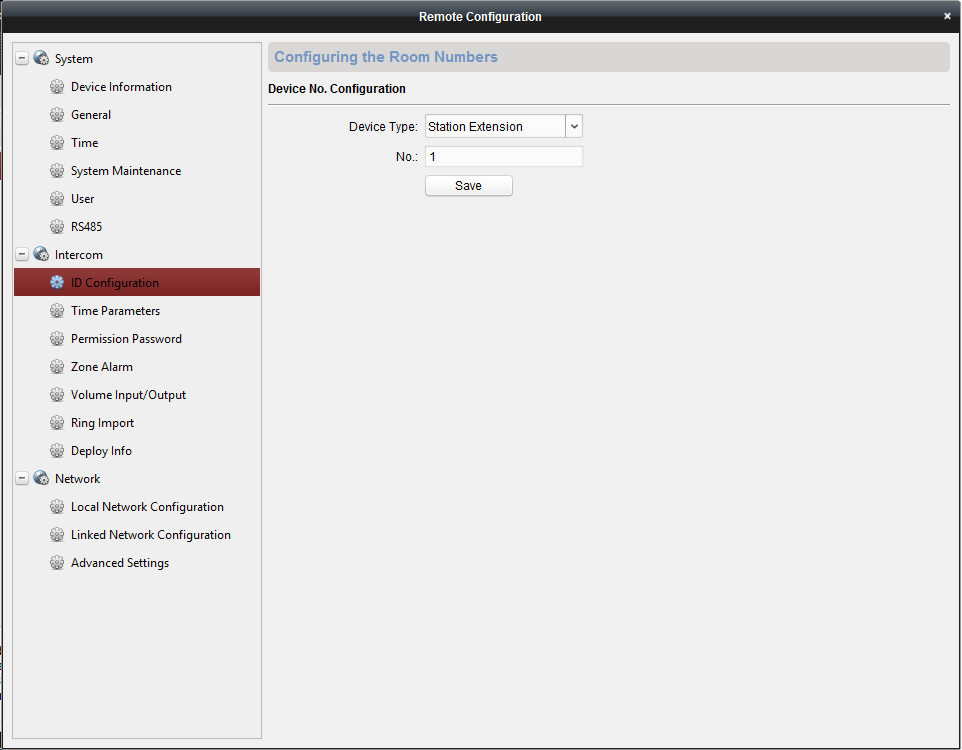 Remote Configuration
×
System
Device Information
General
Time
System Maintenance
User
RS485
Intercom
ID Configuration
Time Parameters
Permission Password
Zone Alarm
Volume Input/Output
Ring Import
Deploy Info
Network
Local Network Configuration
Linked Network Configuration
Advanced Settings
Configuring the Room Numbers
Device No. Configuration
Device Type: Station Extension
No.: 1
Save